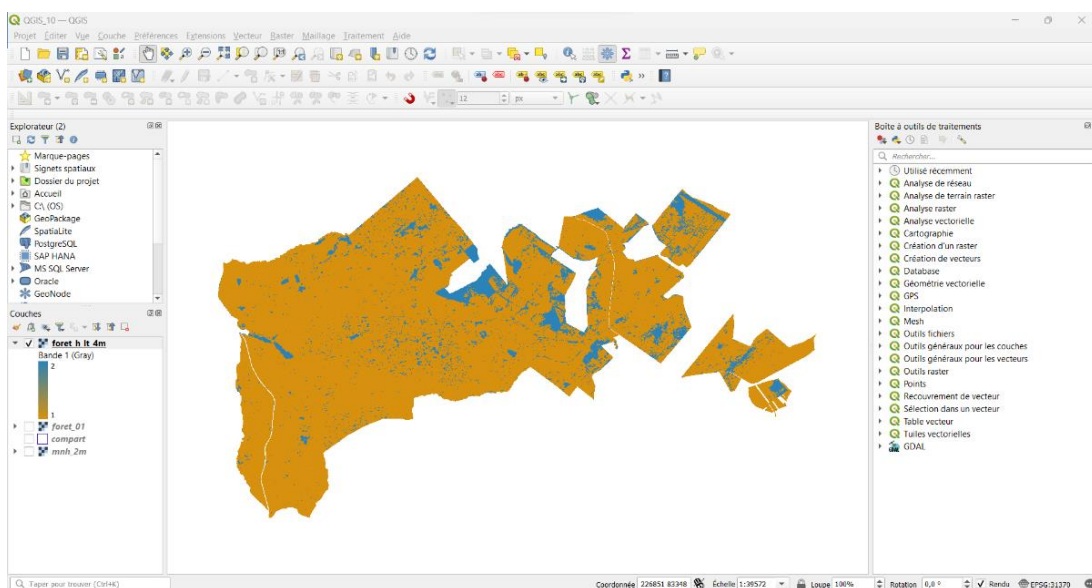 QGIS_10 — QGIS
Projet Éditer Vue Couche Préférences Extensions Vecteur Raster Maillage Traitement Aide
12 px
Explorateur (2)
Marque-pages
Signets spatiaux
Dossier du projet
Accueil
C:\ (OS)
GeoPackage
SpatiaLite
PostgreSQL
SAP HANA
MS SQL Server
Oracle
GeoNode
Couches
foret_h_lt_4m
Bande 1 (Gray)
2
1
foret_01
compart
mnh_2m
Boîte à outils de traitements
Rechercher...
Utilisé récemment
Analyse de réseau
Analyse de terrain raster
Analyse raster
Analyse vectorielle
Cartographie
Création d'un raster
Création de vecteurs
Database
Géométrie vectorielle
GPS
Interpolation
Mesh
Outils fichiers
Outils généraux pour les couches
Outils généraux pour les vecteurs
Outils raster
Points
Recouvrement de vecteur
Sélection dans un vecteur
Table vecteur
Tuiles vectorielles
GDAL
Taper pour trouver (Ctrl+K) Coordonnée 226851 83348 Échelle 1:39572 Loupe 100% Rotation 0,0 ° Rendu EPSG:31370